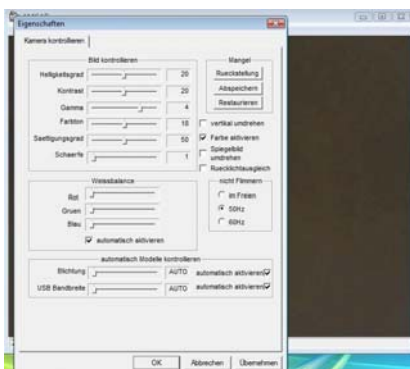 Eigenschaften
Kamera kontrollieren
Bild kontrollieren
Helligkeitsgrad 20
Kontrast 20
Gamma 4
Farbton 18
Saettigungsgrad 50
Schaerfe 1
Mangel
Rueckstellung
Abspeichern
Restaurieren
vertikal umdrehen
Farbe aktivieren
Spiegelbild
umdrehen
Ruecklichtausgleich
Weissbalance
Rot
Gruen
Blau
automatisch aktivieren
nicht Flimmern
im Freien
50Hz
60Hz
automatisch Modelle kontrollieren
AUTO automatisch aktivieren
USB Bandbreite AUTO automatisch aktivieren
OK Abbrechen Übernehmen